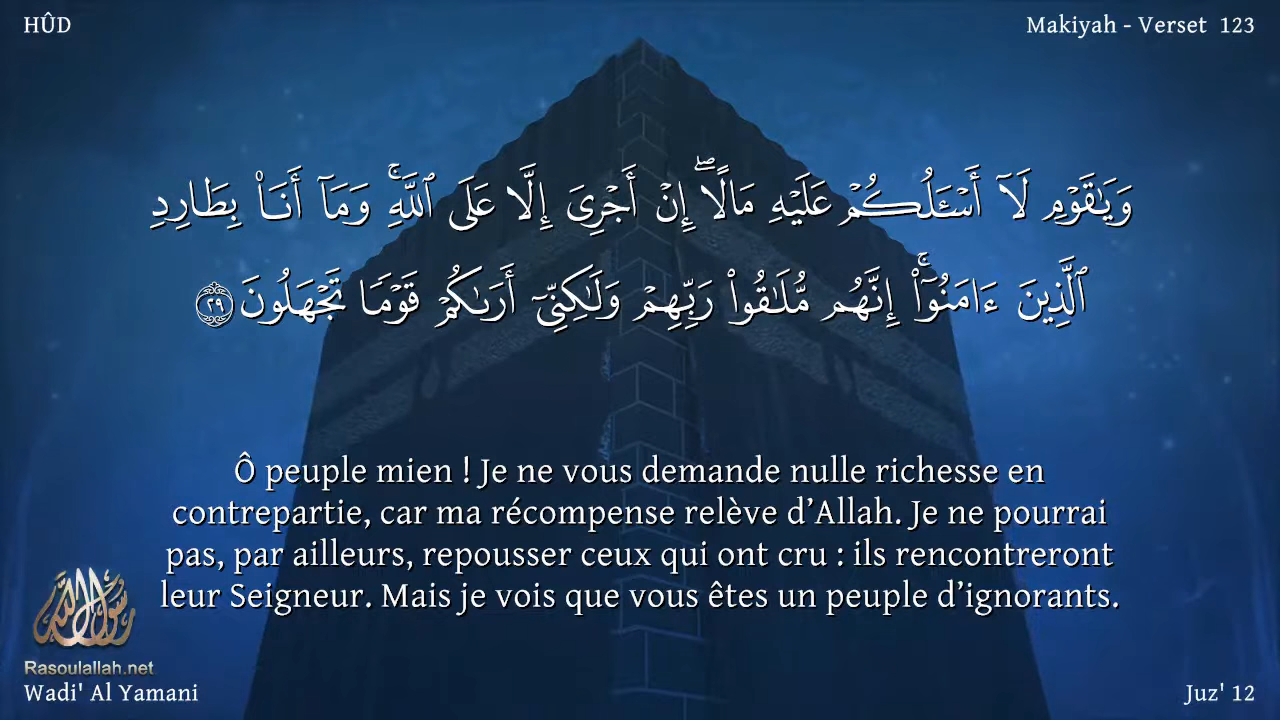 HÛD
Makiyah - Verset 123
وَيَٰقَوْمِ لَآ أَسْـَٔلُكُمْ عَلَيْهِ مَالًا ۖ إِنْ أَجْرِىَ إِلَّا عَلَى ٱللَّهِ ۚ وَمَآ أَنَا۠ بِطَارِدِ
ٱلَّذِينَ ءَامَنُوٓا۟ ۚ إِنَّهُم مُّلَٰقُوا۟ رَبِّهِمْ وَلَٰكِنِّىٓ أَرَىٰكُمْ قَوْمًا تَجْهَلُونَ ٢٩
Ô peuple mien ! Je ne vous demande nulle richesse en
contrepartie, car ma récompense relève d’Allah. Je ne pourrai
pas, par ailleurs, repousser ceux qui ont cru : ils rencontreront
leur Seigneur. Mais je vois que vous êtes un peuple d’ignorants.
رسول الله
Rasoulallah.net
Wadi' Al Yamani
Juz' 12